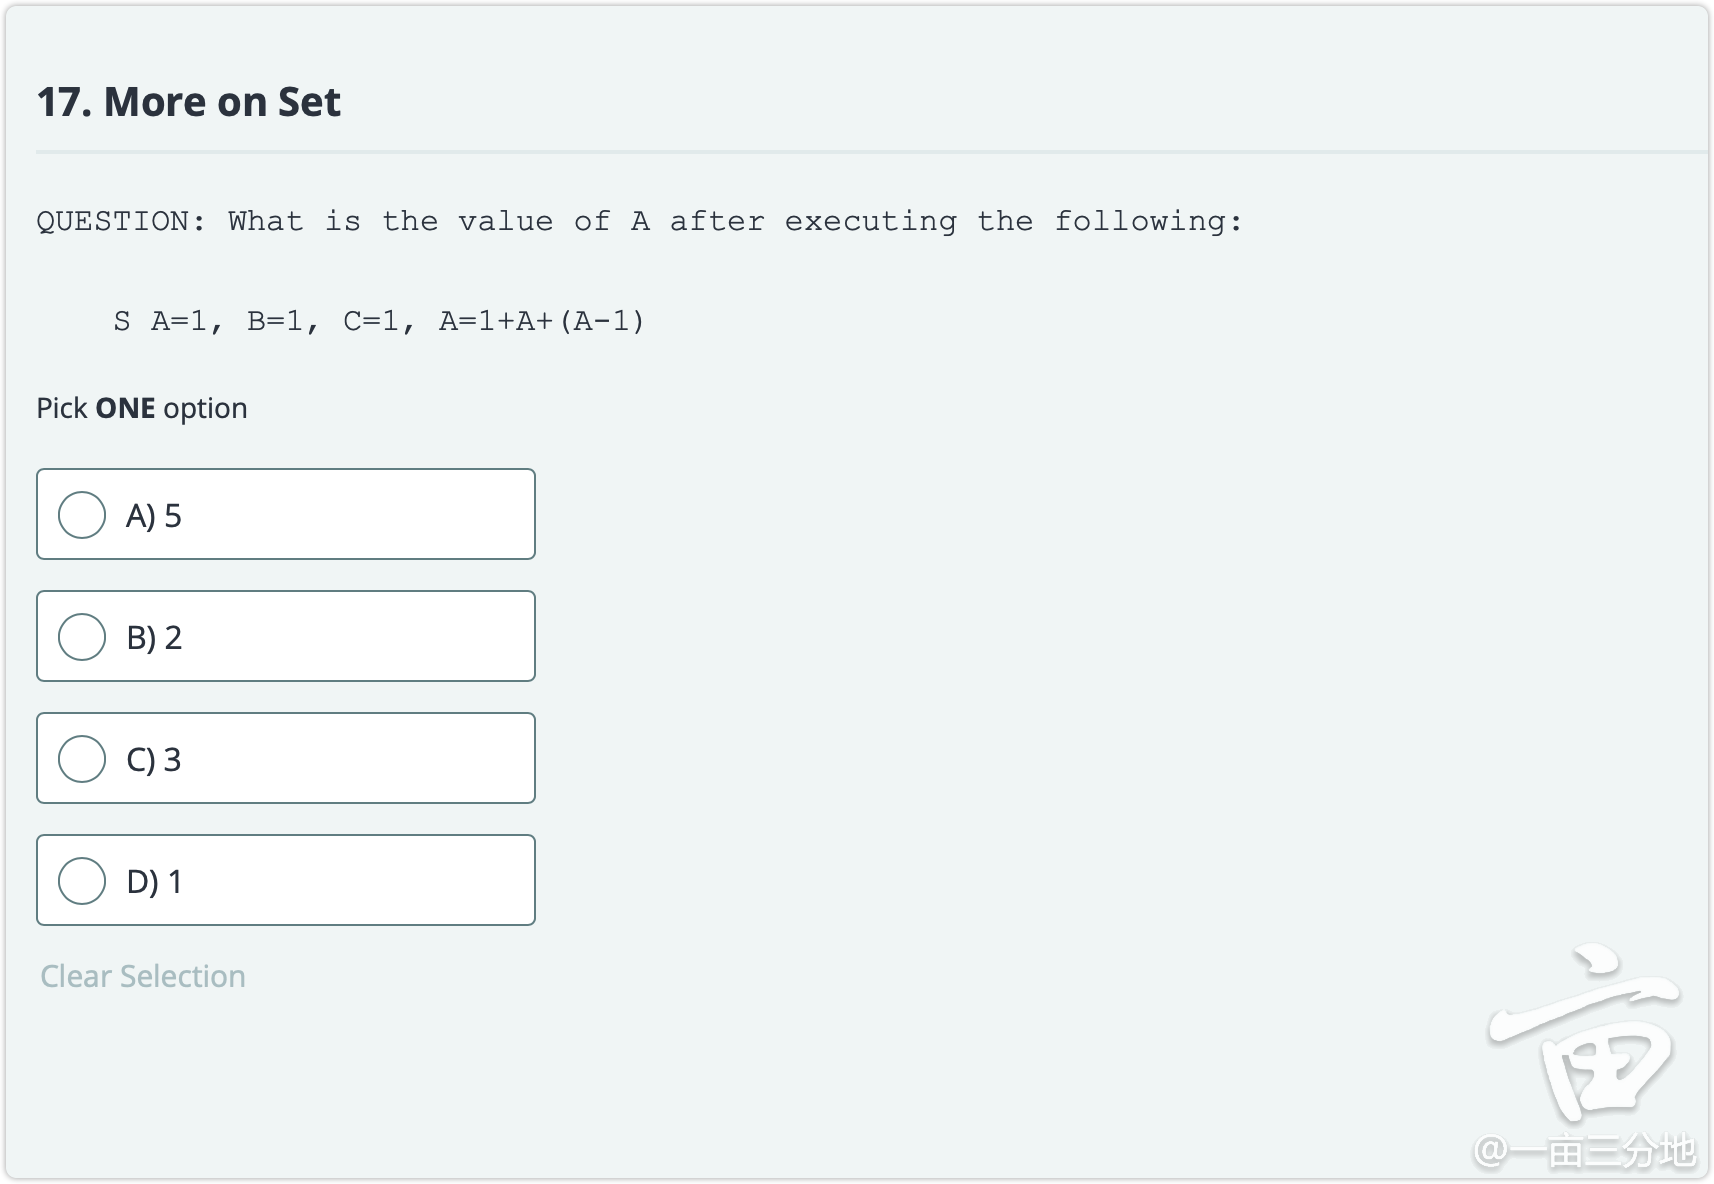 17. More on Set
QUESTION: What is the value of A after executing the following:
S A=1, B=1, C=1, A=1+A+(A-1)
Pick ONE option
A) 5
B) 2
C) 3
D) 1
Clear Selection
亩
@一亩三分地